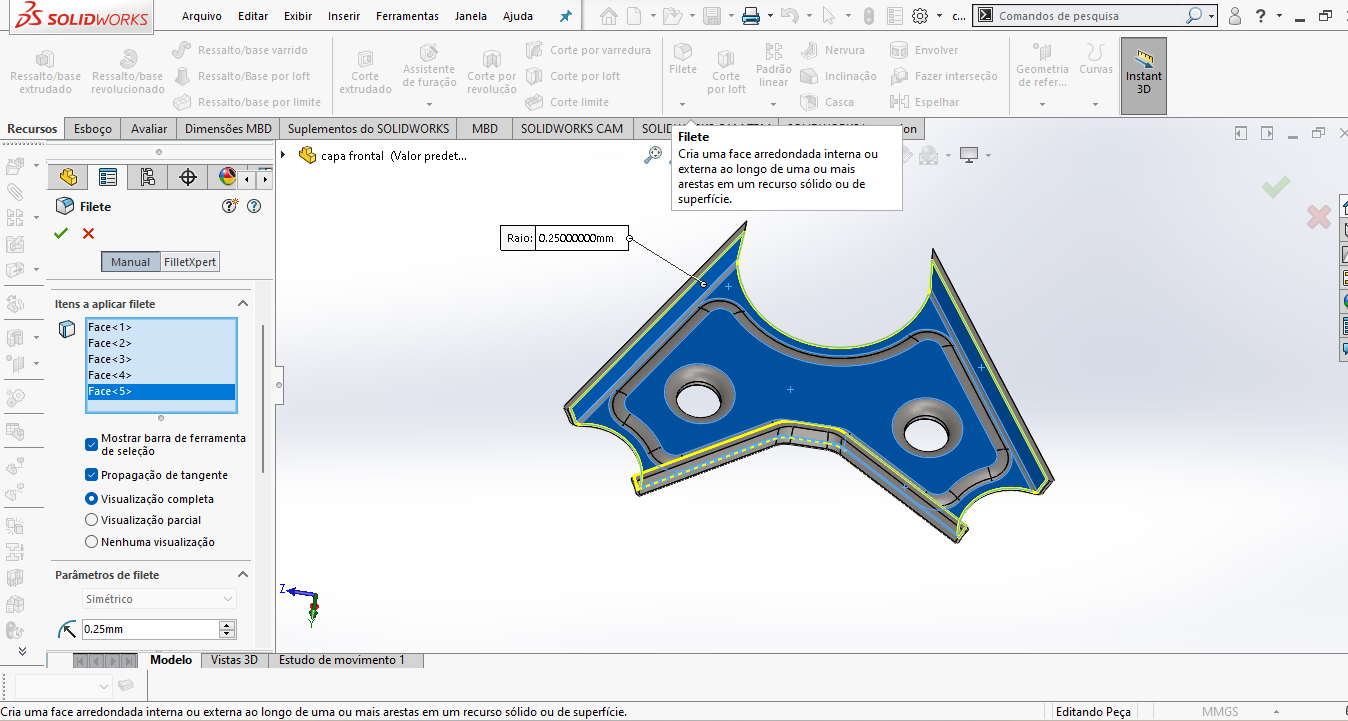 SOLIDWORKS
Arquivo Editar Exibir Inserir Ferramentas Janela Ajuda
c...
Comandos de pesquisa
?
Ressalto/base extrudado
Ressalto/base revolucionado
Ressalto/base varrido
Ressalto/Base por loft
Ressalto/base por limite
Corte extrudado
Assistente de furação
Corte por revolução
Corte por varredura
Corte por loft
Corte limite
Filete
Corte por loft
Padrão linear
Nervura
Inclinação
Casca
Envolver
Fazer interseção
Espelhar
Geometria de refer...
Curvas
Instant 3D
Recursos Esboço Avaliar Dimensões MBD Suplementos do SOLIDWORKS MBD SOLIDWORKS CAM
Filete
Cria uma face arredondada interna ou
externa ao longo de uma ou mais
arestas em um recurso sólido ou de
superfície.
capa frontal (Valor predet...
Filete
Manual FilletXpert
Itens a aplicar filete
Face<1>
Face<2>
Face<3>
Face<4>
Face<5>
Mostrar barra de ferramenta
de seleção
Propagação de tangente
Visualização completa
Visualização parcial
Nenhuma visualização
Parâmetros de filete
Simétrico
0.25mm
Raio: 0.25000000mm
Z
Y
Modelo Vistas 3D Estudo de movimento 1
Cria uma face arredondada interna ou externa ao longo de uma ou mais arestas em um recurso sólido ou de superfície.
Editando Peça
MMGS